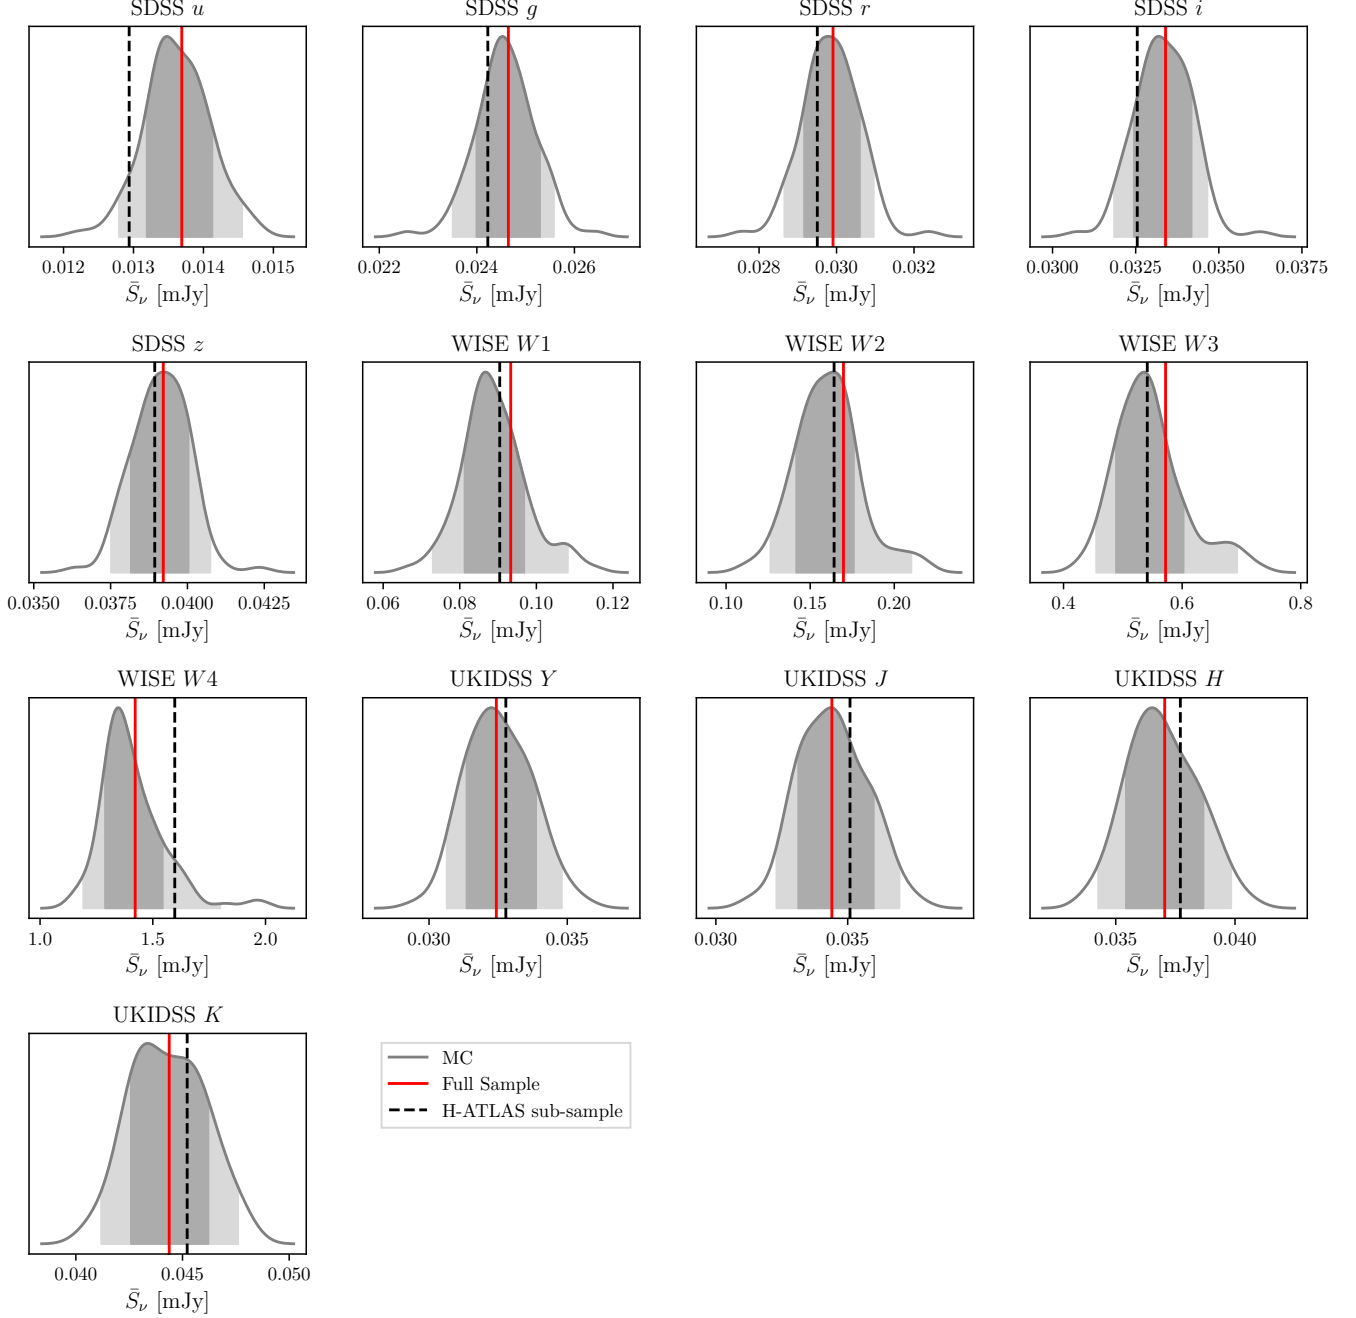 SDSS u
SDSS g
SDSS r
SDSS i
0.012 0.013 0.014 0.015
0.022 0.024 0.026
0.028 0.030 0.032
0.0300 0.0325 0.0350 0.0375
S̄ν [mJy]
S̄ν [mJy]
S̄ν [mJy]
S̄ν [mJy]
SDSS z
WISE W1
WISE W2
WISE W3
0.0350 0.0375 0.0400 0.0425
0.06 0.08 0.10 0.12
0.10 0.15 0.20
0.4 0.6 0.8
S̄ν [mJy]
S̄ν [mJy]
S̄ν [mJy]
S̄ν [mJy]
WISE W4
UKIDSS Y
UKIDSS J
UKIDSS H
1.0 1.5 2.0
0.030 0.035
0.030 0.035
0.035 0.040
S̄ν [mJy]
S̄ν [mJy]
S̄ν [mJy]
S̄ν [mJy]
UKIDSS K
0.040 0.045 0.050
S̄ν [mJy]
MC
Full Sample
H-ATLAS sub-sample